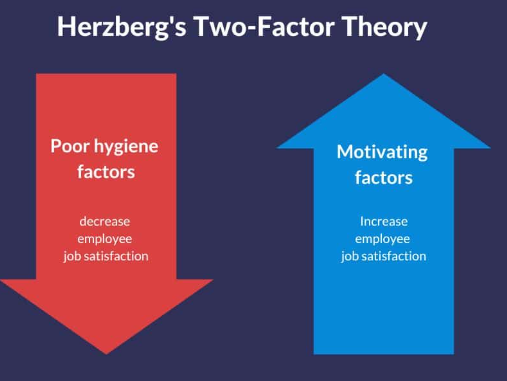 Herzberg's Two-Factor Theory
Poor hygiene
factors
decrease
employee
job satisfaction
Motivating
factors
Increase
employee
job satisfaction